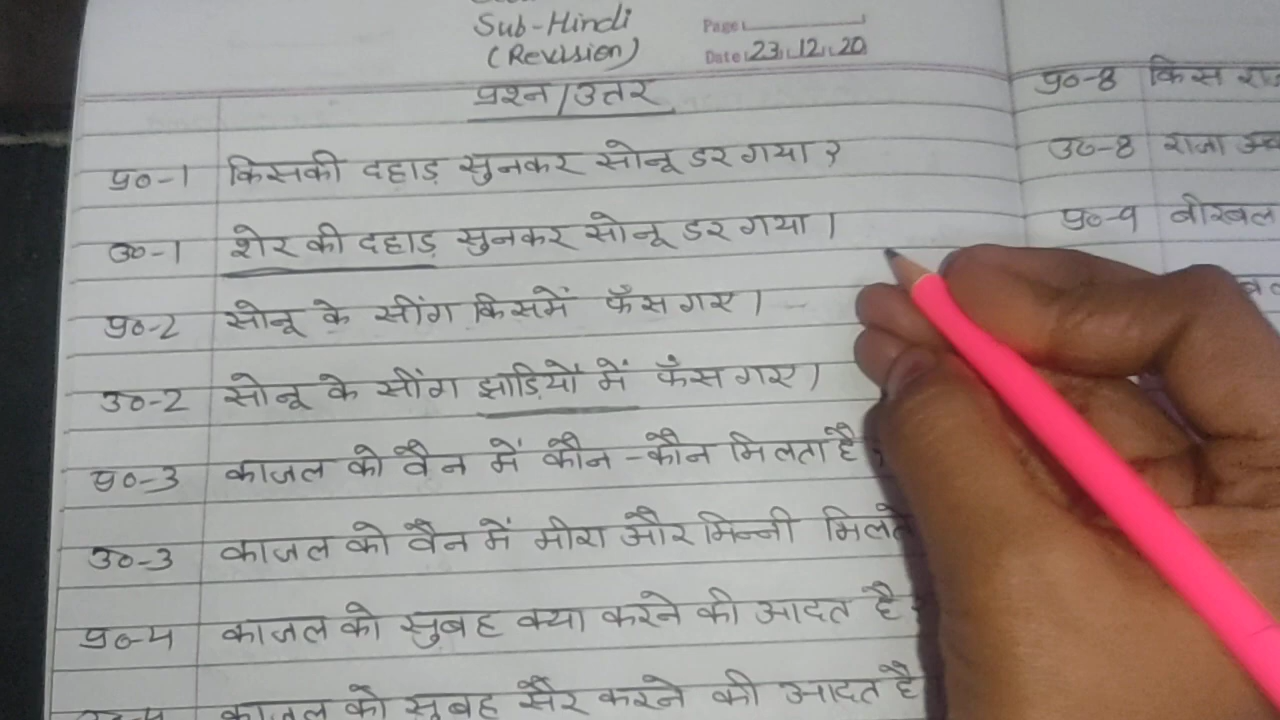 Sub-Hindi
(Revision)
Page
Date 23.12.20
प्रश्न/उतर
प्र०-1 किसकी दहाड़ सुनकर सोनू डर गया?
उ०-1 शेर की दहाड़ सुनकर सोनू डर गया।
प्र०-2 सोनू के सींग किसमें फँस गए।
उ०-2 सोनू के सींग झाड़ियों में फँस गए।
प्र०-3 काजल को वैन में कौन-कौन मिलता है
उ०-3 काजल को वैन में मीरा और मिन्नी मिलते
प्र०-4 काजल को सुबह क्या करने की आदत है
काजल को सुबह सैर करने की आदत है
प्र०-8 किस
उ०-8 राजा
प्र०-9 बीरबल